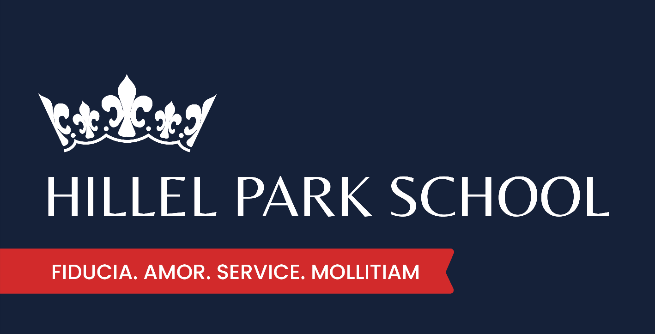 HILLEL PARK SCHOOL
FIDUCIA. AMOR. SERVICE. MOLLITIAM